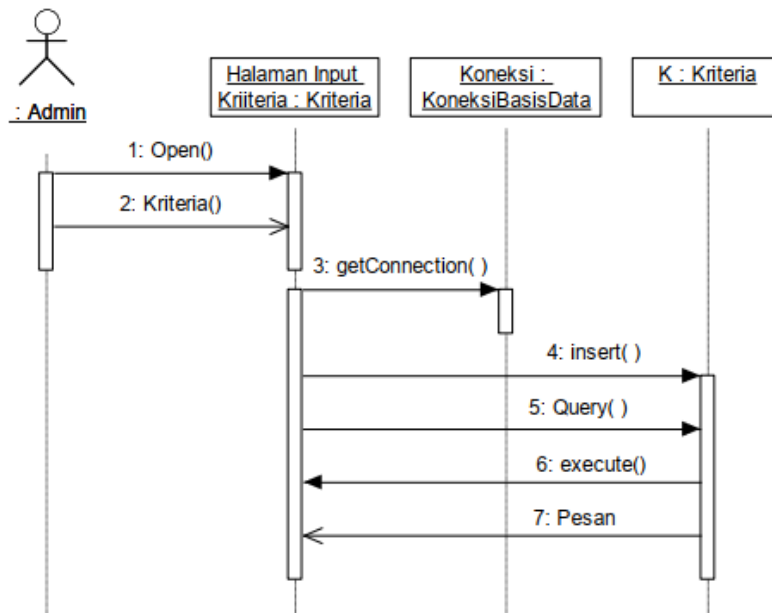 : Admin
Halaman Input
Kriiteria : Kriteria
Koneksi :
KoneksiBasisData
K : Kriteria
1: Open()
2: Kriteria()
3: getConnection( )
4: insert( )
5: Query( )
6: execute()
7: Pesan